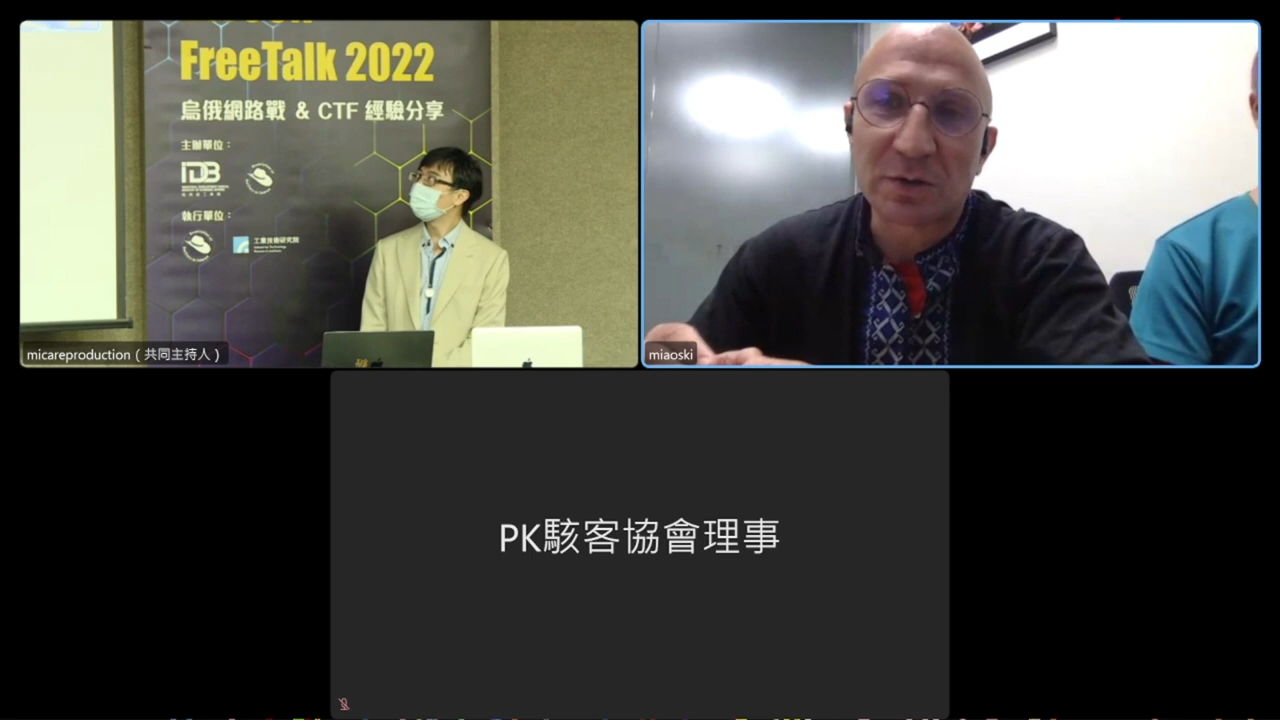 FreeTalk 2022
烏俄網路戰 & CTF 經驗分享
主辦單位：
IDB
執行單位：
工業技術研究院
micareproduction（共同主持人）
miaoski
PK駭客協會理事